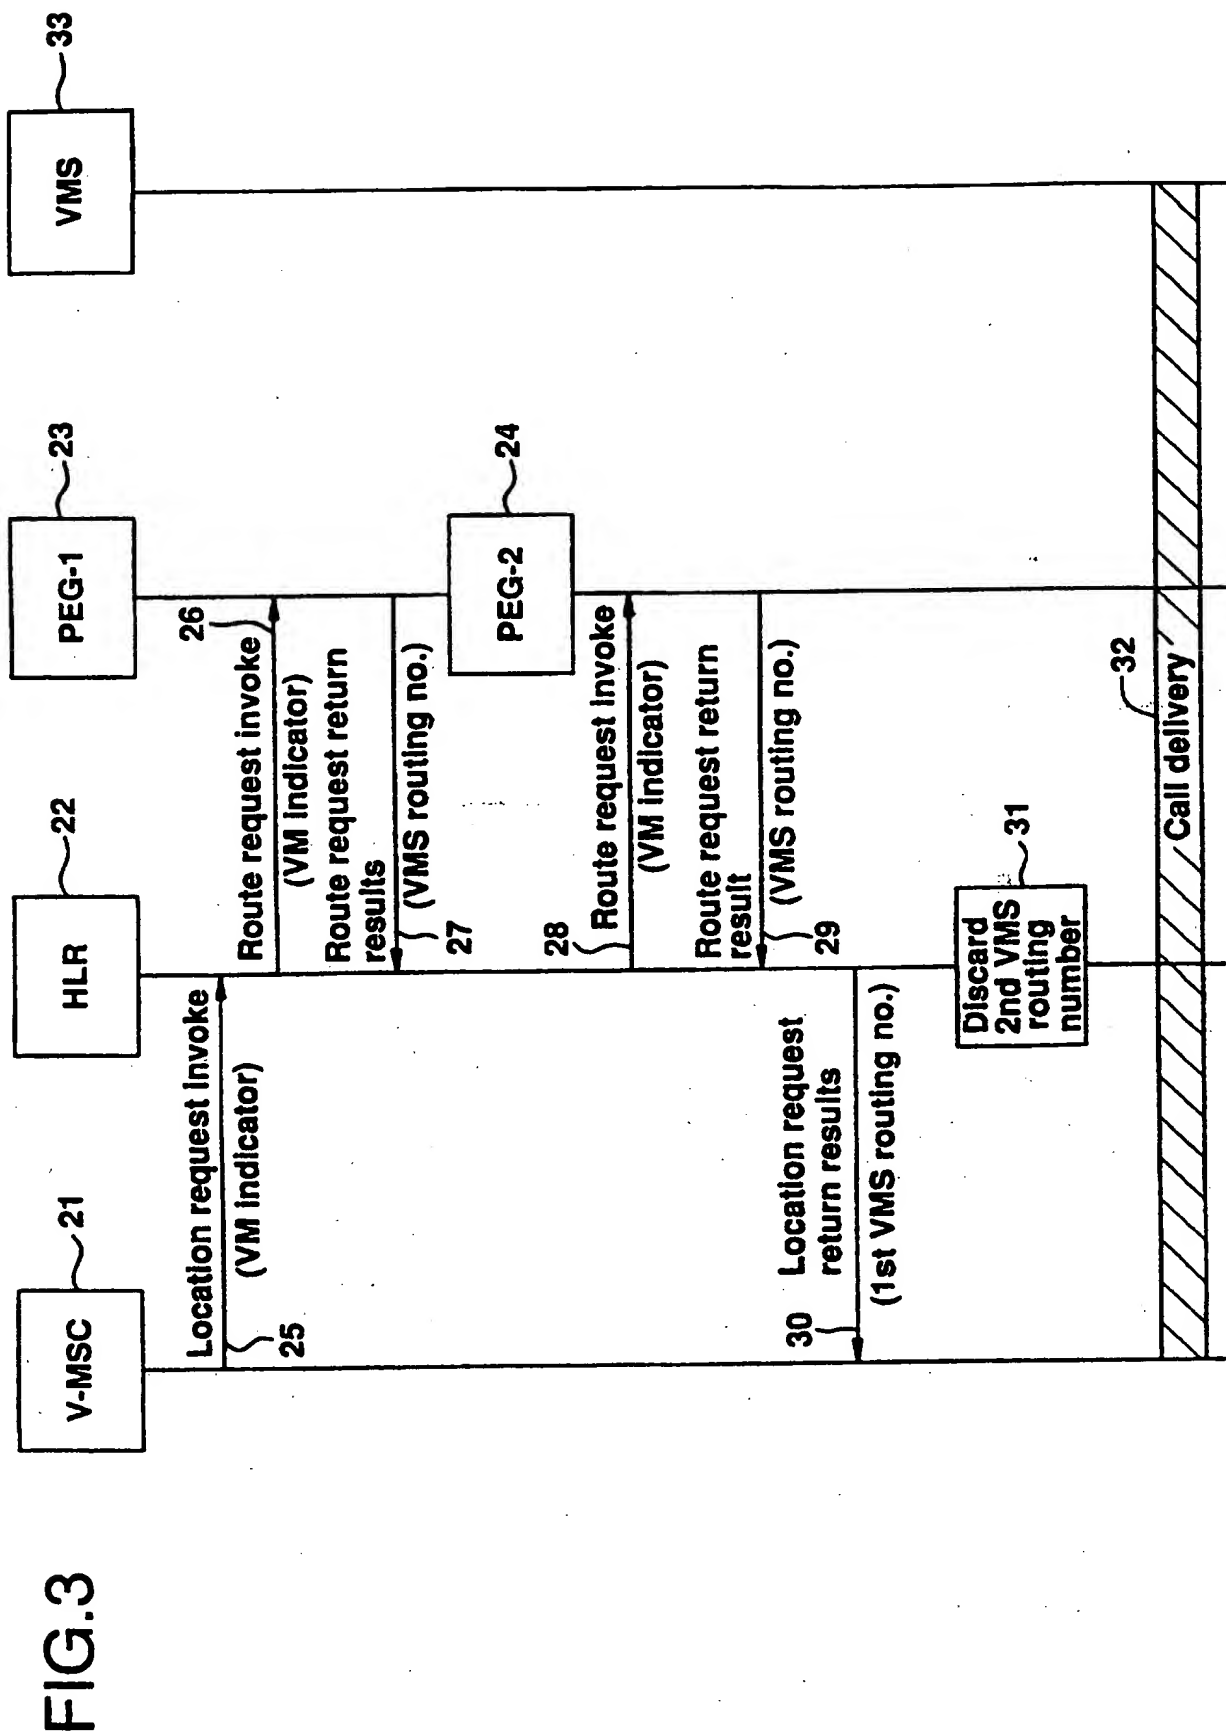 FIG.3
V-MSC
21
HLR
22
PEG-1
23
VMS
33
Location request invoke
(VM indicator)
25
Route request invoke
26
(VM indicator)
Route request return
results
(VMS routing no.)
27
PEG-2
24
28
Route request invoke
(VM indicator)
Route request return
result
(VMS routing no.)
29
Location request
return results
30
(1st VMS routing no.)
Discard
2nd VMS
routing
number
31
32
Call delivery